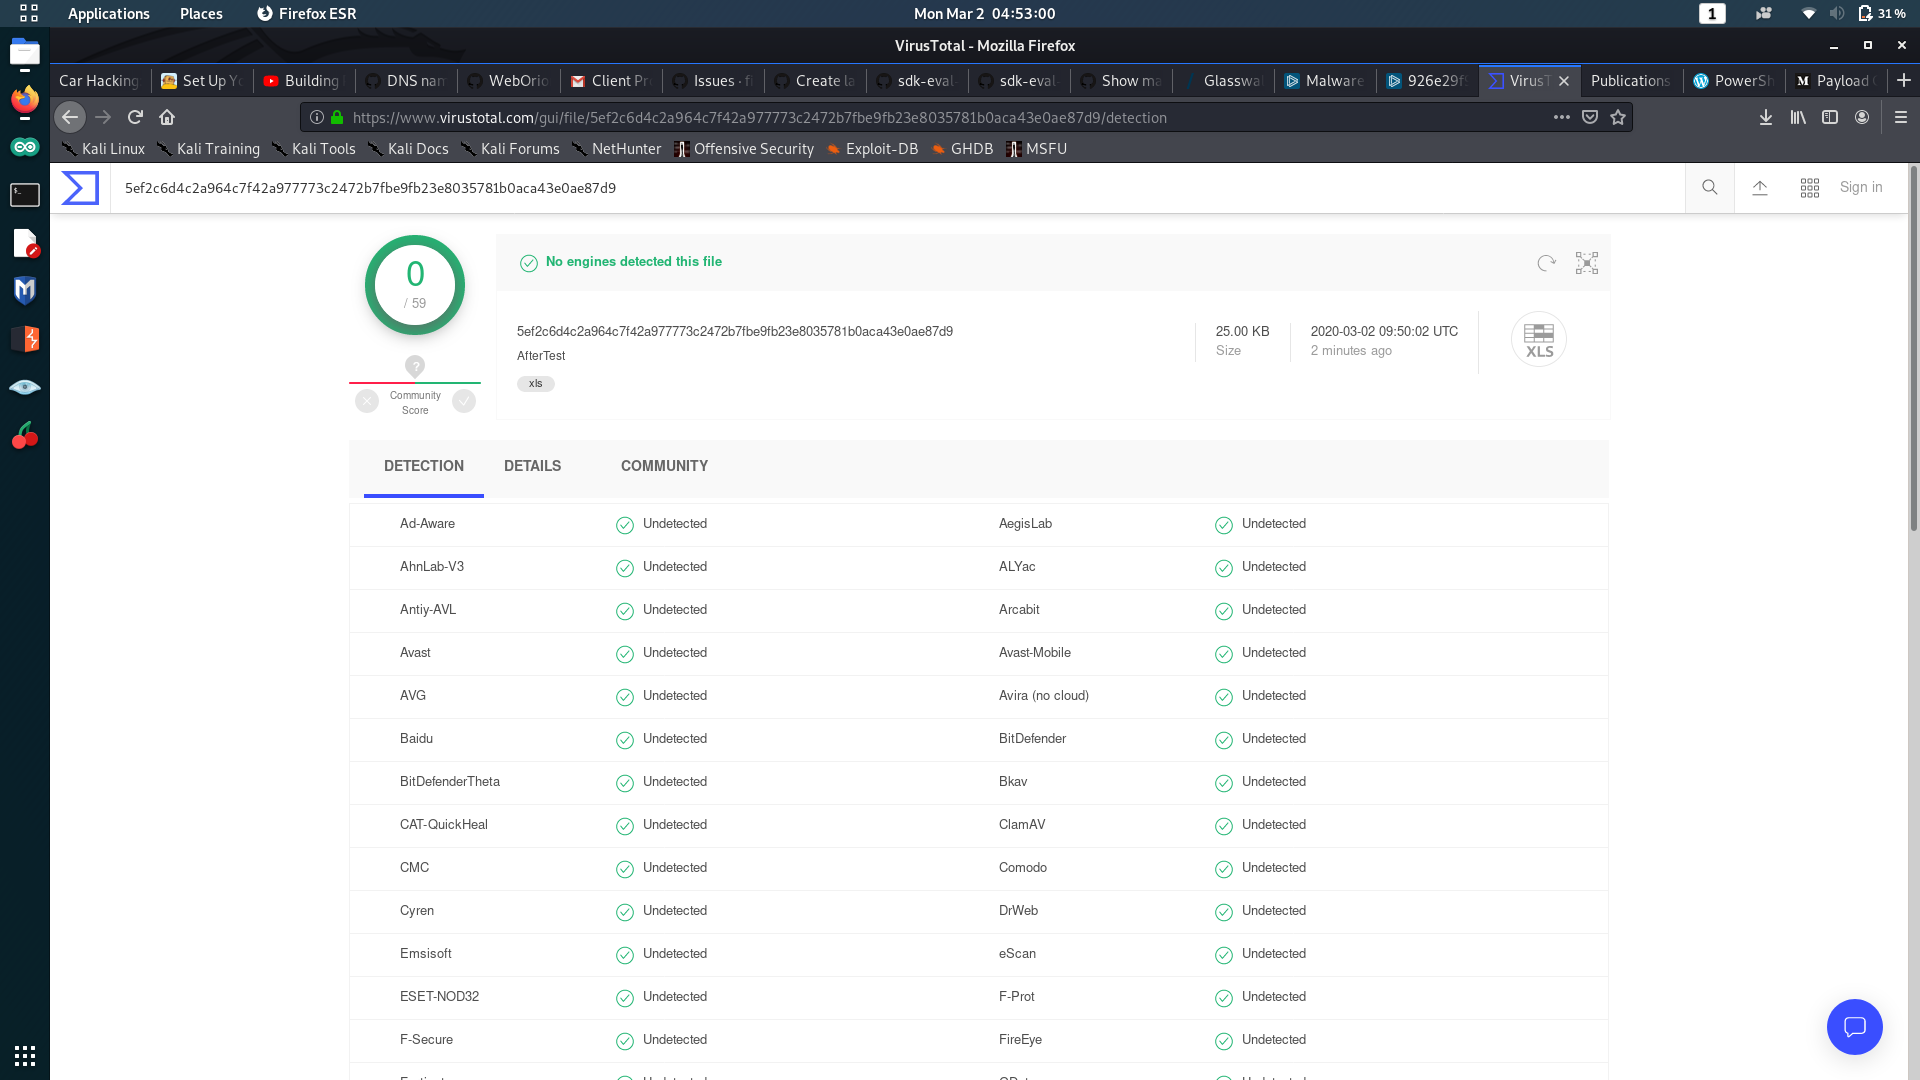 Applications Places Firefox ESR Mon Mar 2 04:53:00 1 31 %
VirusTotal - Mozilla Firefox
Car Hacking Set Up Yo Building DNS nam WebOrio Client Pr Issues · fi Create la sdk-eval- sdk-eval- Show ma Glasswa Malware 926e29f9 VirusT Publications PowerSh Payload
https://www.virustotal.com/gui/file/5ef2c6d4c2a964c7f42a977773c2472b7fbe9fb23e8035781b0aca43e0ae87d9/detection
Kali Linux Kali Training Kali Tools Kali Docs Kali Forums NetHunter Offensive Security Exploit-DB GHDB MSFU
5ef2c6d4c2a964c7f42a977773c2472b7fbe9fb23e8035781b0aca43e0ae87d9 Sign in
0
/ 59
?
Community
Score
No engines detected this file
5ef2c6d4c2a964c7f42a977773c2472b7fbe9fb23e8035781b0aca43e0ae87d9
AfterTest
xls
25.00 KB
Size
2020-03-02 09:50:02 UTC
2 minutes ago
XLS
DETECTION DETAILS COMMUNITY
Ad-Aware Undetected AegisLab Undetected
AhnLab-V3 Undetected ALYac Undetected
Antiy-AVL Undetected Arcabit Undetected
Avast Undetected Avast-Mobile Undetected
AVG Undetected Avira (no cloud) Undetected
Baidu Undetected BitDefender Undetected
BitDefenderTheta Undetected Bkav Undetected
CAT-QuickHeal Undetected ClamAV Undetected
CMC Undetected Comodo Undetected
Cyren Undetected DrWeb Undetected
Emsisoft Undetected eScan Undetected
ESET-NOD32 Undetected F-Prot Undetected
F-Secure Undetected FireEye Undetected